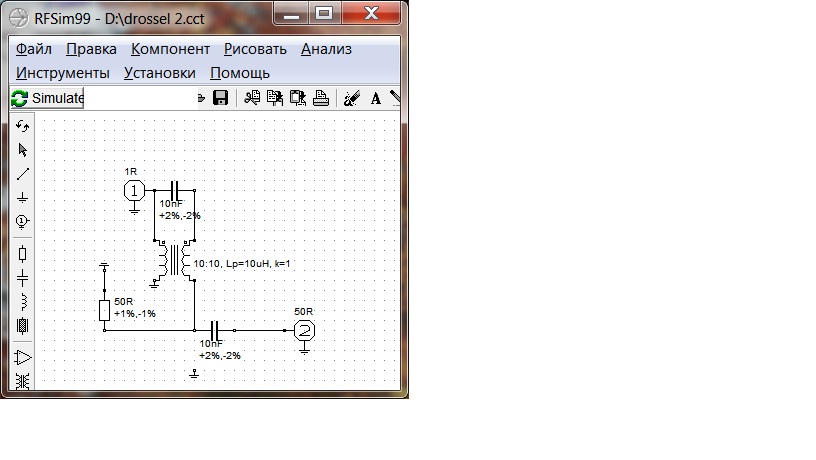 RFSim99 - D:\drossel 2.cct
Файл Правка Компонент Рисовать Анализ
Инструменты Установки Помощь
Simulate A
1R
1
10nF
+2%,-2%
10:10, Lp=10uH, k=1
50R
+1%,-1%
50R
2
10nF
+2%,-2%